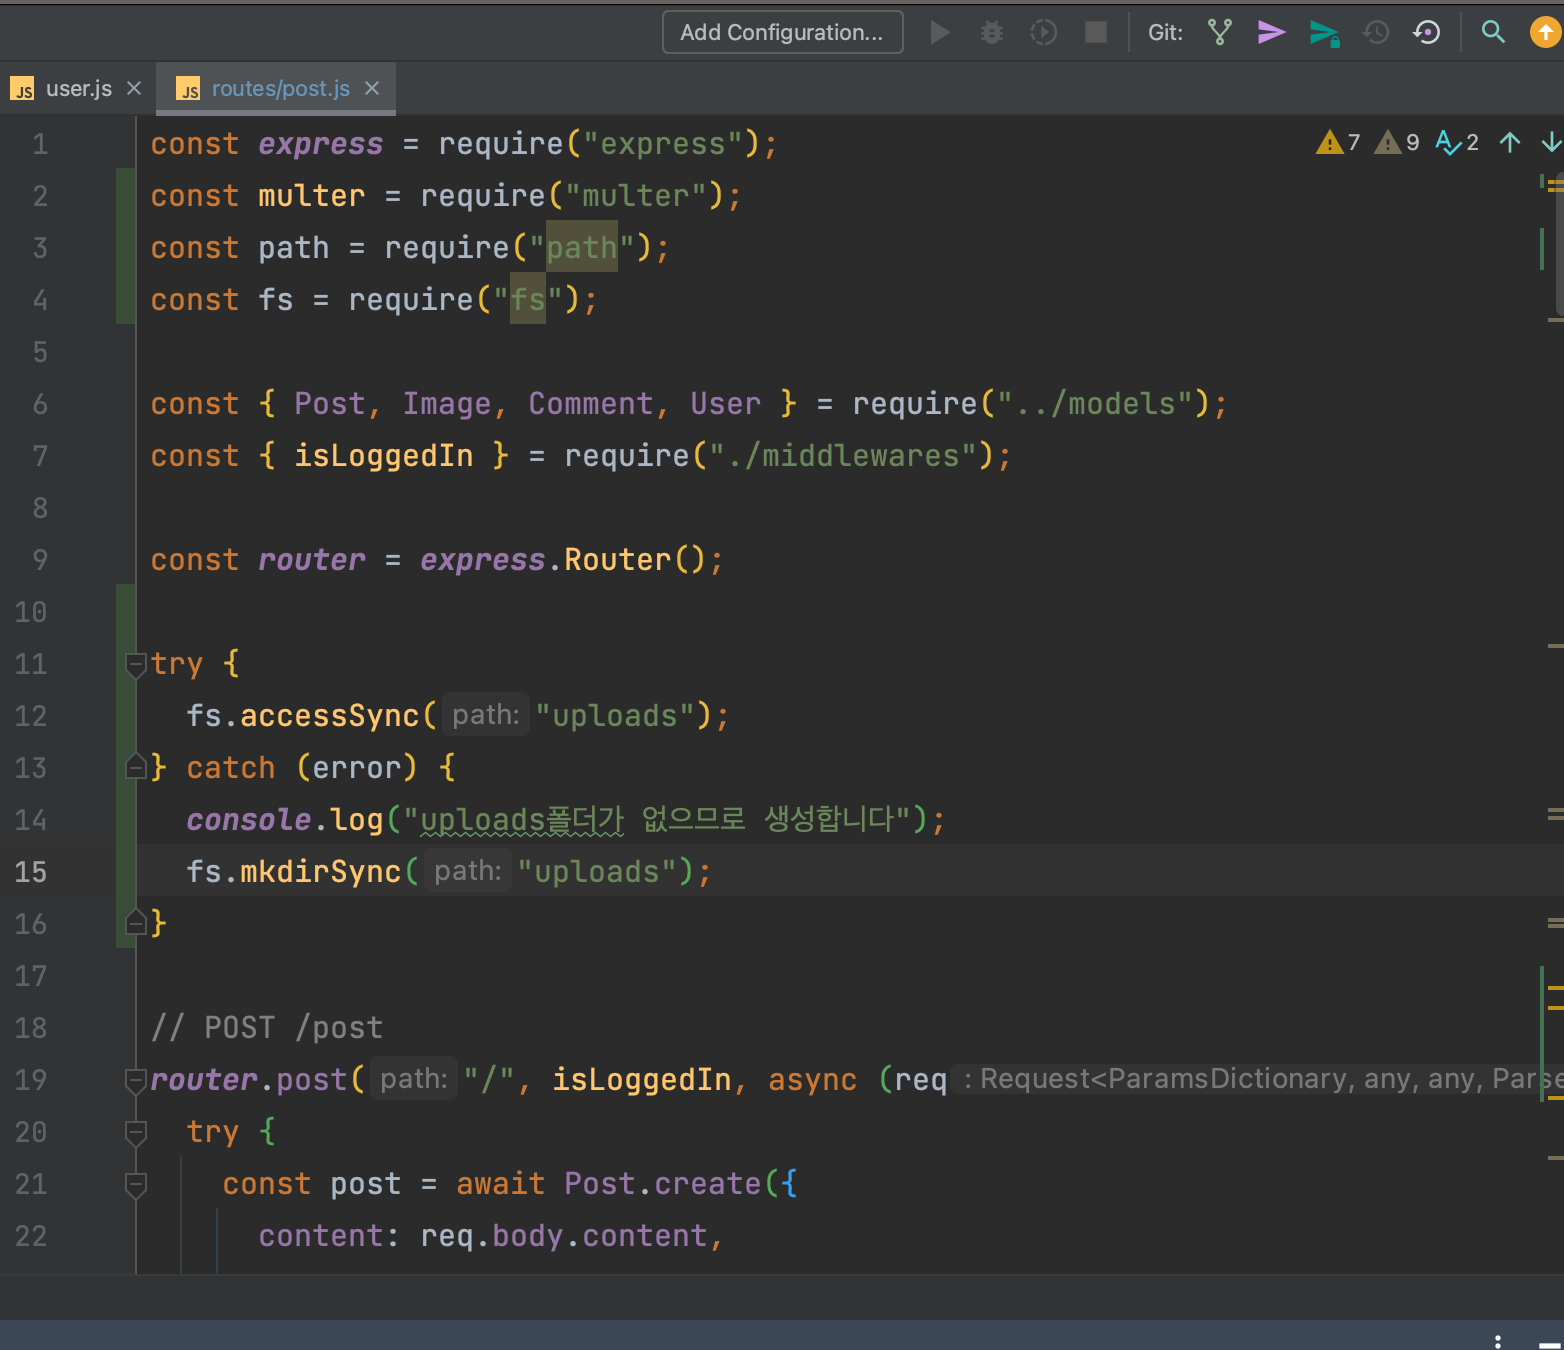 Add Configuration...
Git:
JS user.js
JS routes/post.js
7 9 2
1 const express = require("express");
2 const multer = require("multer");
3 const path = require("path");
4 const fs = require("fs");
5
6 const { Post, Image, Comment, User } = require("../models");
7 const { isLoggedIn } = require("./middlewares");
8
9 const router = express.Router();
10
11 try {
12 fs.accessSync( path: "uploads");
13 } catch (error) {
14 console.log("uploads폴더가 없으므로 생성합니다");
15 fs.mkdirSync( path: "uploads");
16 }
17
18 // POST /post
19 router.post( path: "/", isLoggedIn, async (req : Request<ParamsDictionary, any, any, Parse
20 try {
21 const post = await Post.create({
22 content: req.body.content,